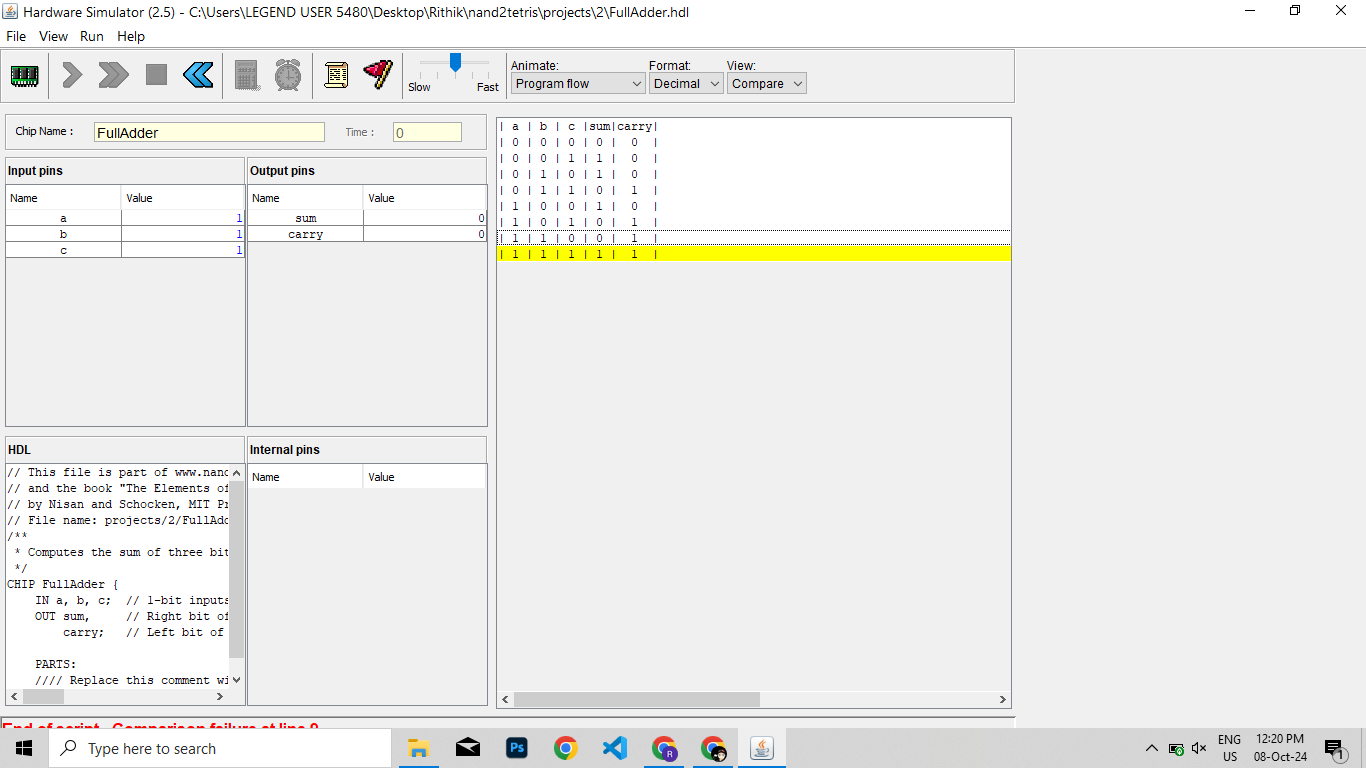 Hardware Simulator (2.5) - C:\Users\LEGEND USER 5480\Desktop\Rithik\nand2tetris\projects\2\FullAdder.hdl
File View Run Help
Slow Fast
Animate: Format: View:
Program flow Decimal Compare
Chip Name : FullAdder Time : 0
Input pins
Name Value
a 1
b 1
c 1
Output pins
Name Value
sum 0
carry 0
HDL
// This file is part of www.nand
// and the book "The Elements of
// by Nisan and Schocken, MIT Pr
// File name: projects/2/FullAdd
/**
* Computes the sum of three bit
*/
CHIP FullAdder {
IN a, b, c; // 1-bit inputs
OUT sum, // Right bit of
carry; // Left bit of
PARTS:
//// Replace this comment wi
Internal pins
Name Value
| a | b | c |sum|carry|
| 0 | 0 | 0 | 0 | 0 |
| 0 | 0 | 1 | 1 | 0 |
| 0 | 1 | 0 | 1 | 0 |
| 0 | 1 | 1 | 0 | 1 |
| 1 | 0 | 0 | 1 | 0 |
| 1 | 0 | 1 | 0 | 1 |
| 1 | 1 | 0 | 0 | 1 |
| 1 | 1 | 1 | 1 | 1 |
End of script - Comparison failure at line 9
Type here to search
Ps
R
ENG
US
12:20 PM
08-Oct-24
1